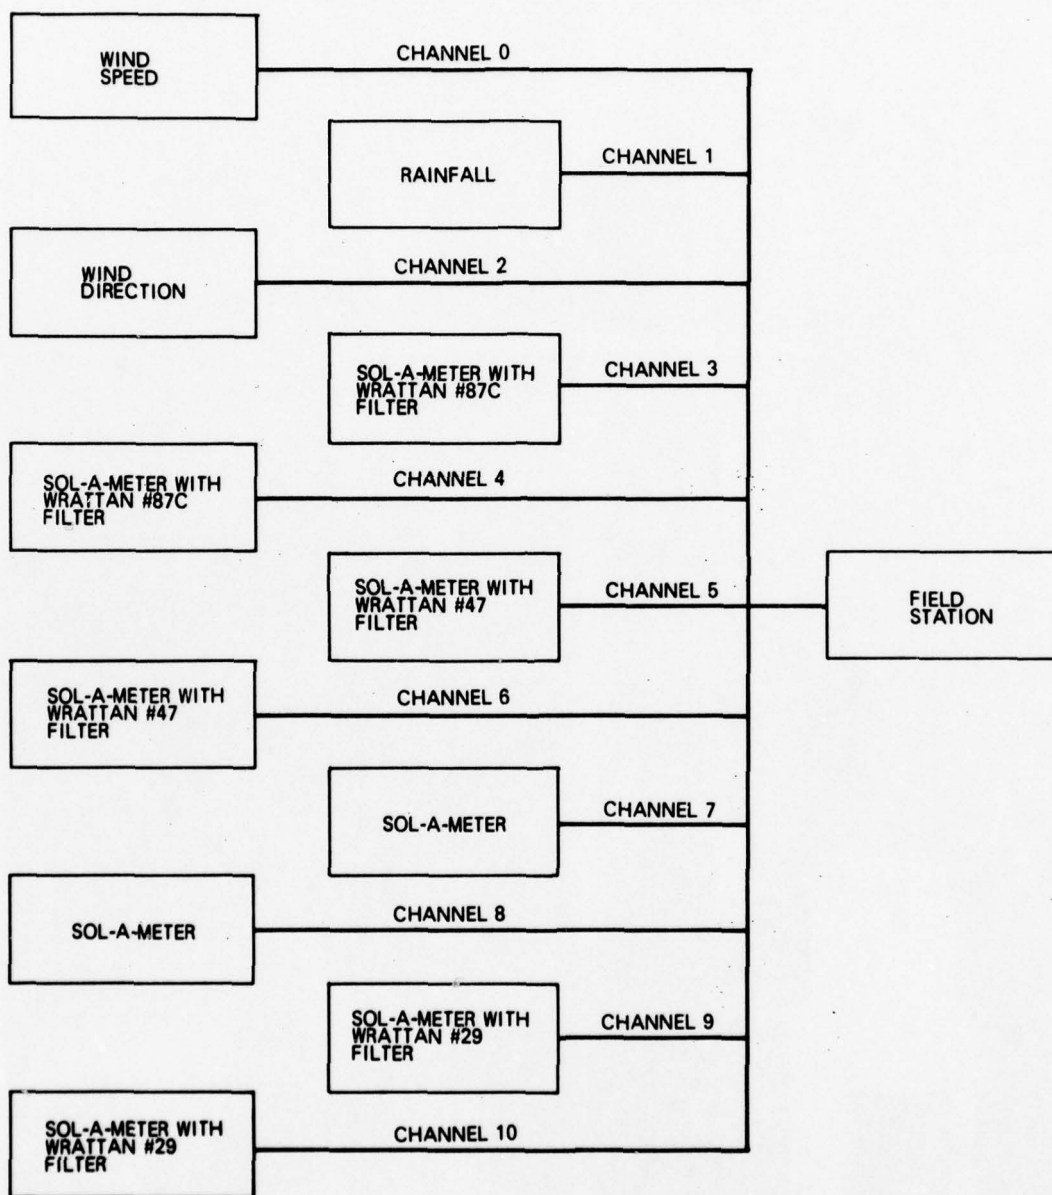 WIND
SPEED
CHANNEL 0
RAINFALL
CHANNEL 1
WIND
DIRECTION
CHANNEL 2
SOL-A-METER WITH
WRATTAN #87C
FILTER
CHANNEL 3
SOL-A-METER WITH
WRATTAN #87C
FILTER
CHANNEL 4
SOL-A-METER WITH
WRATTAN #47
FILTER
CHANNEL 5
FIELD
STATION
SOL-A-METER WITH
WRATTAN #47
FILTER
CHANNEL 6
SOL-A-METER
CHANNEL 7
SOL-A-METER
CHANNEL 8
SOL-A-METER WITH
WRATTAN #29
FILTER
CHANNEL 9
SOL-A-METER WITH
WRATTAN #29
FILTER
CHANNEL 10